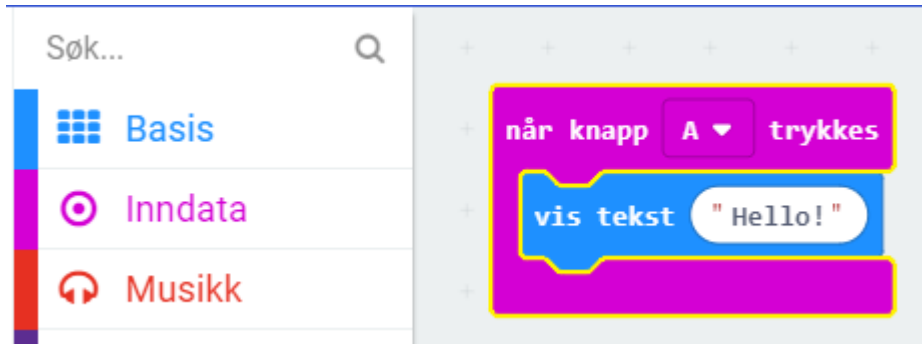 Søk...
Basis
Inndata
Musikk
når knapp A trykkes
vis tekst "Hello!"